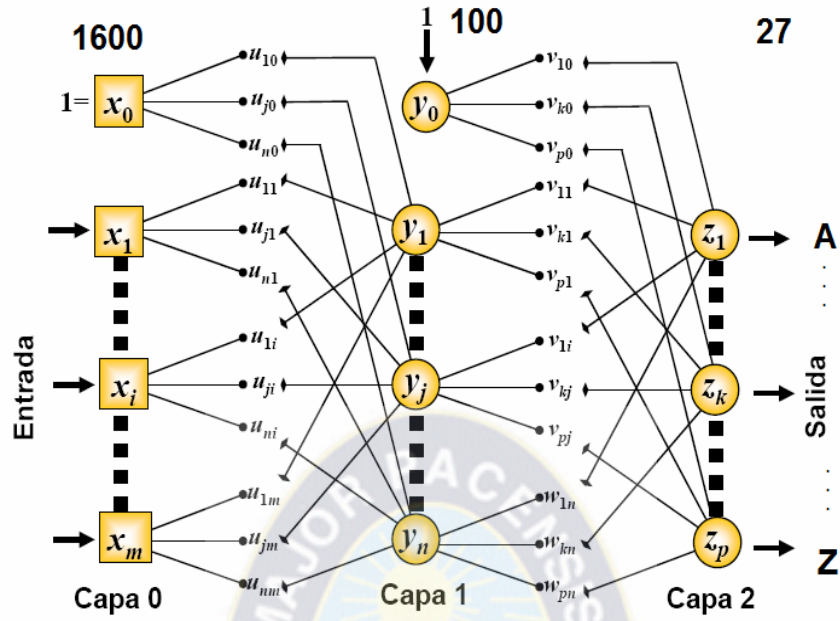 1600
1
100
27
1=
x0
u10
uj0
un0
y0
v10
vk0
vp0
x1
u11
uj1
un1
y1
v11
vk1
vp1
z1
A
Entrada
xi
u1i
uji
uni
yj
v1i
vkj
vpj
zk
Salida
xm
u1m
ujm
unm
yn
w1n
wkn
wpn
zp
Z
Capa 0
Capa 1
Capa 2
MAJOR PACENSIS